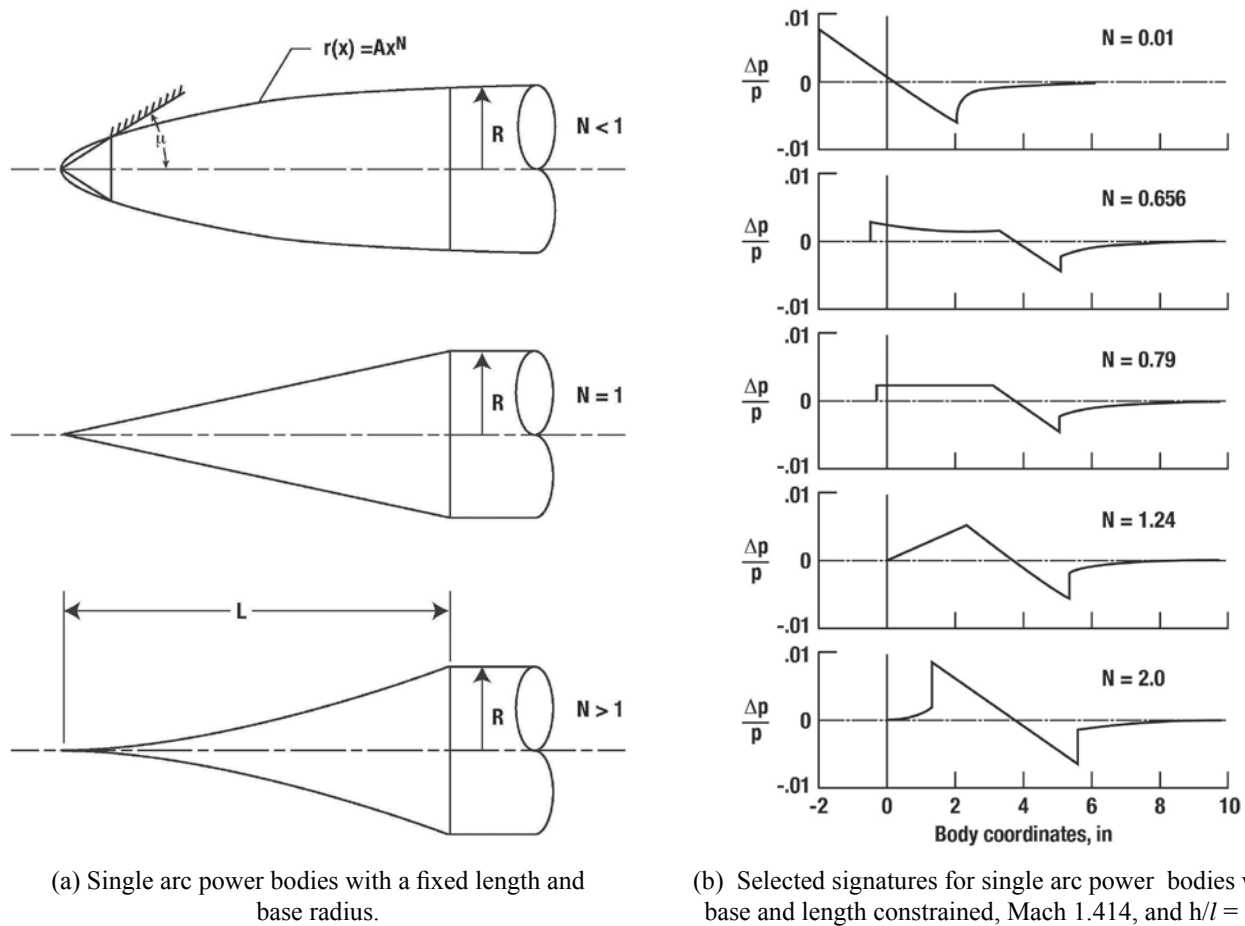 r(x) =Ax^N
μ
R
N < 1
R
N = 1
L
R
N > 1
(a) Single arc power bodies with a fixed length and
base radius.
.01
Δp
p
0
-.01
N = 0.01
.01
Δp
p
0
-.01
N = 0.656
.01
Δp
p
0
-.01
N = 0.79
.01
Δp
p
0
-.01
N = 1.24
.01
Δp
p
0
-.01
N = 2.0
-2 0 2 4 6 8 10
Body coordinates, in
(b) Selected signatures for single arc power bodies
base and length constrained, Mach 1.414, and h/l =